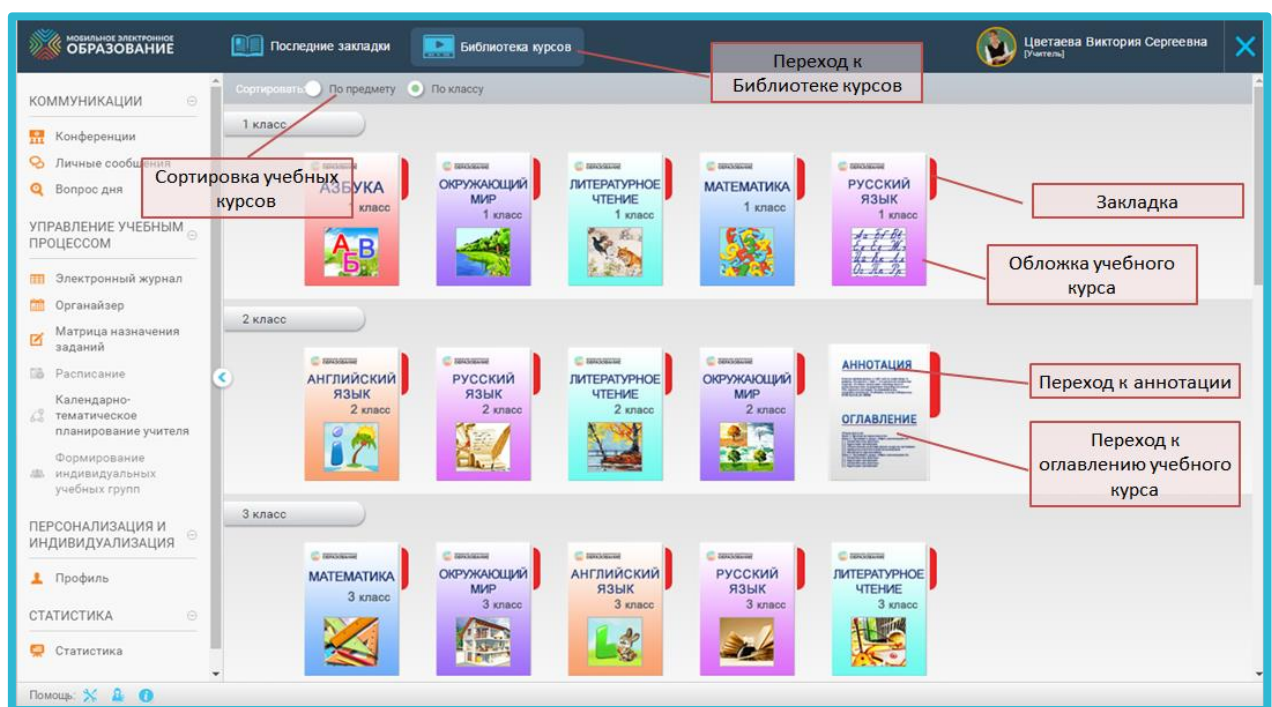 МОБИЛЬНОЕ ЭЛЕКТРОННОЕ
ОБРАЗОВАНИЕ
Последние закладки
Библиотека курсов
Цветаева Виктория Сергеевна
[Учитель]
Переход к
Библиотеке курсов
КОММУНИКАЦИИ
Конференции
Личные сообщения
Вопрос дня
УПРАВЛЕНИЕ УЧЕБНЫМ
ПРОЦЕССОМ
Электронный журнал
Органайзер
Матрица назначения
заданий
Расписание
Календарно-
тематическое
планирование учителя
Формирование
индивидуальных
учебных групп
ПЕРСОНАЛИЗАЦИЯ И
ИНДИВИДУАЛИЗАЦИЯ
Профиль
СТАТИСТИКА
Статистика
Помощь:
Сортировать:
По предмету
По классу
Сортировка учебных
курсов
1 класс
АЗБУКА
1 класс
А В
Б
ОКРУЖАЮЩИЙ
МИР
1 класс
ЛИТЕРАТУРНОЕ
ЧТЕНИЕ
1 класс
МАТЕМАТИКА
1 класс
РУССКИЙ
ЯЗЫК
1 класс
Закладка
Обложка учебного
курса
2 класс
АНГЛИЙСКИЙ
ЯЗЫК
2 класс
РУССКИЙ
ЯЗЫК
2 класс
ЛИТЕРАТУРНОЕ
ЧТЕНИЕ
2 класс
ОКРУЖАЮЩИЙ
МИР
2 класс
АННОТАЦИЯ
ОГЛАВЛЕНИЕ
Переход к аннотации
Переход к
оглавлению учебного
курса
3 класс
МАТЕМАТИКА
3 класс
ОКРУЖАЮЩИЙ
МИР
3 класс
АНГЛИЙСКИЙ
ЯЗЫК
3 класс
РУССКИЙ
ЯЗЫК
3 класс
ЛИТЕРАТУРНОЕ
ЧТЕНИЕ
3 класс